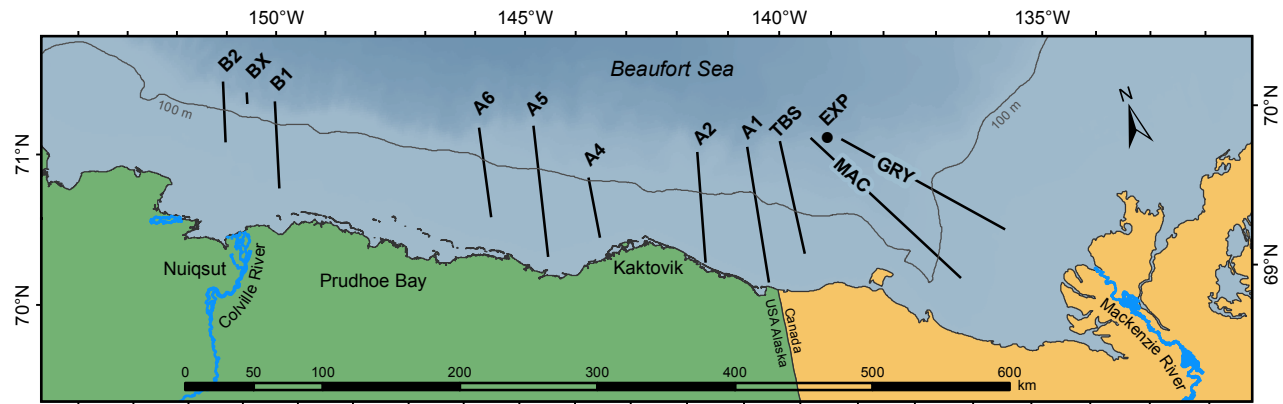 150°W
145°W
140°W
135°W
Beaufort Sea
B2
BX
B1
A6
A5
A4
A2
A1
TBS
EXP
MAC
GRY
N
100 m
100 m
71°N
70°N
70°N
69°N
Nuiqsut
Colville River
Prudhoe Bay
Kaktovik
USA Alaska
Canada
Mackenzie River
0 50 100 200 300 400 500 600 km